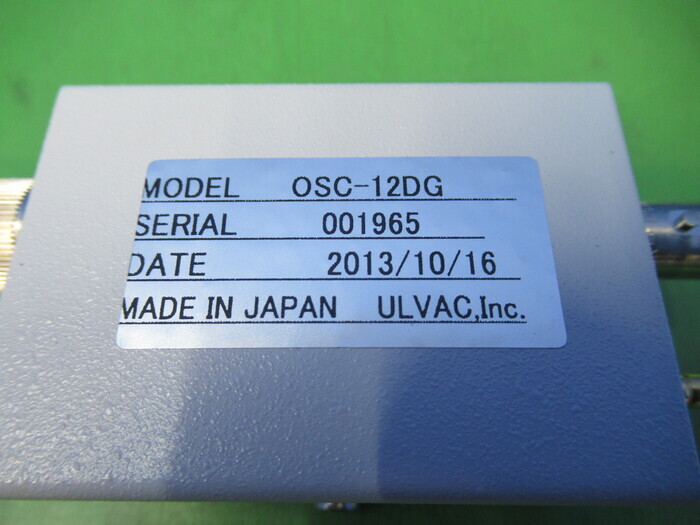 MODEL OSC-12DG
SERIAL 001965
DATE 2013/10/16
MADE IN JAPAN ULVAC,Inc.